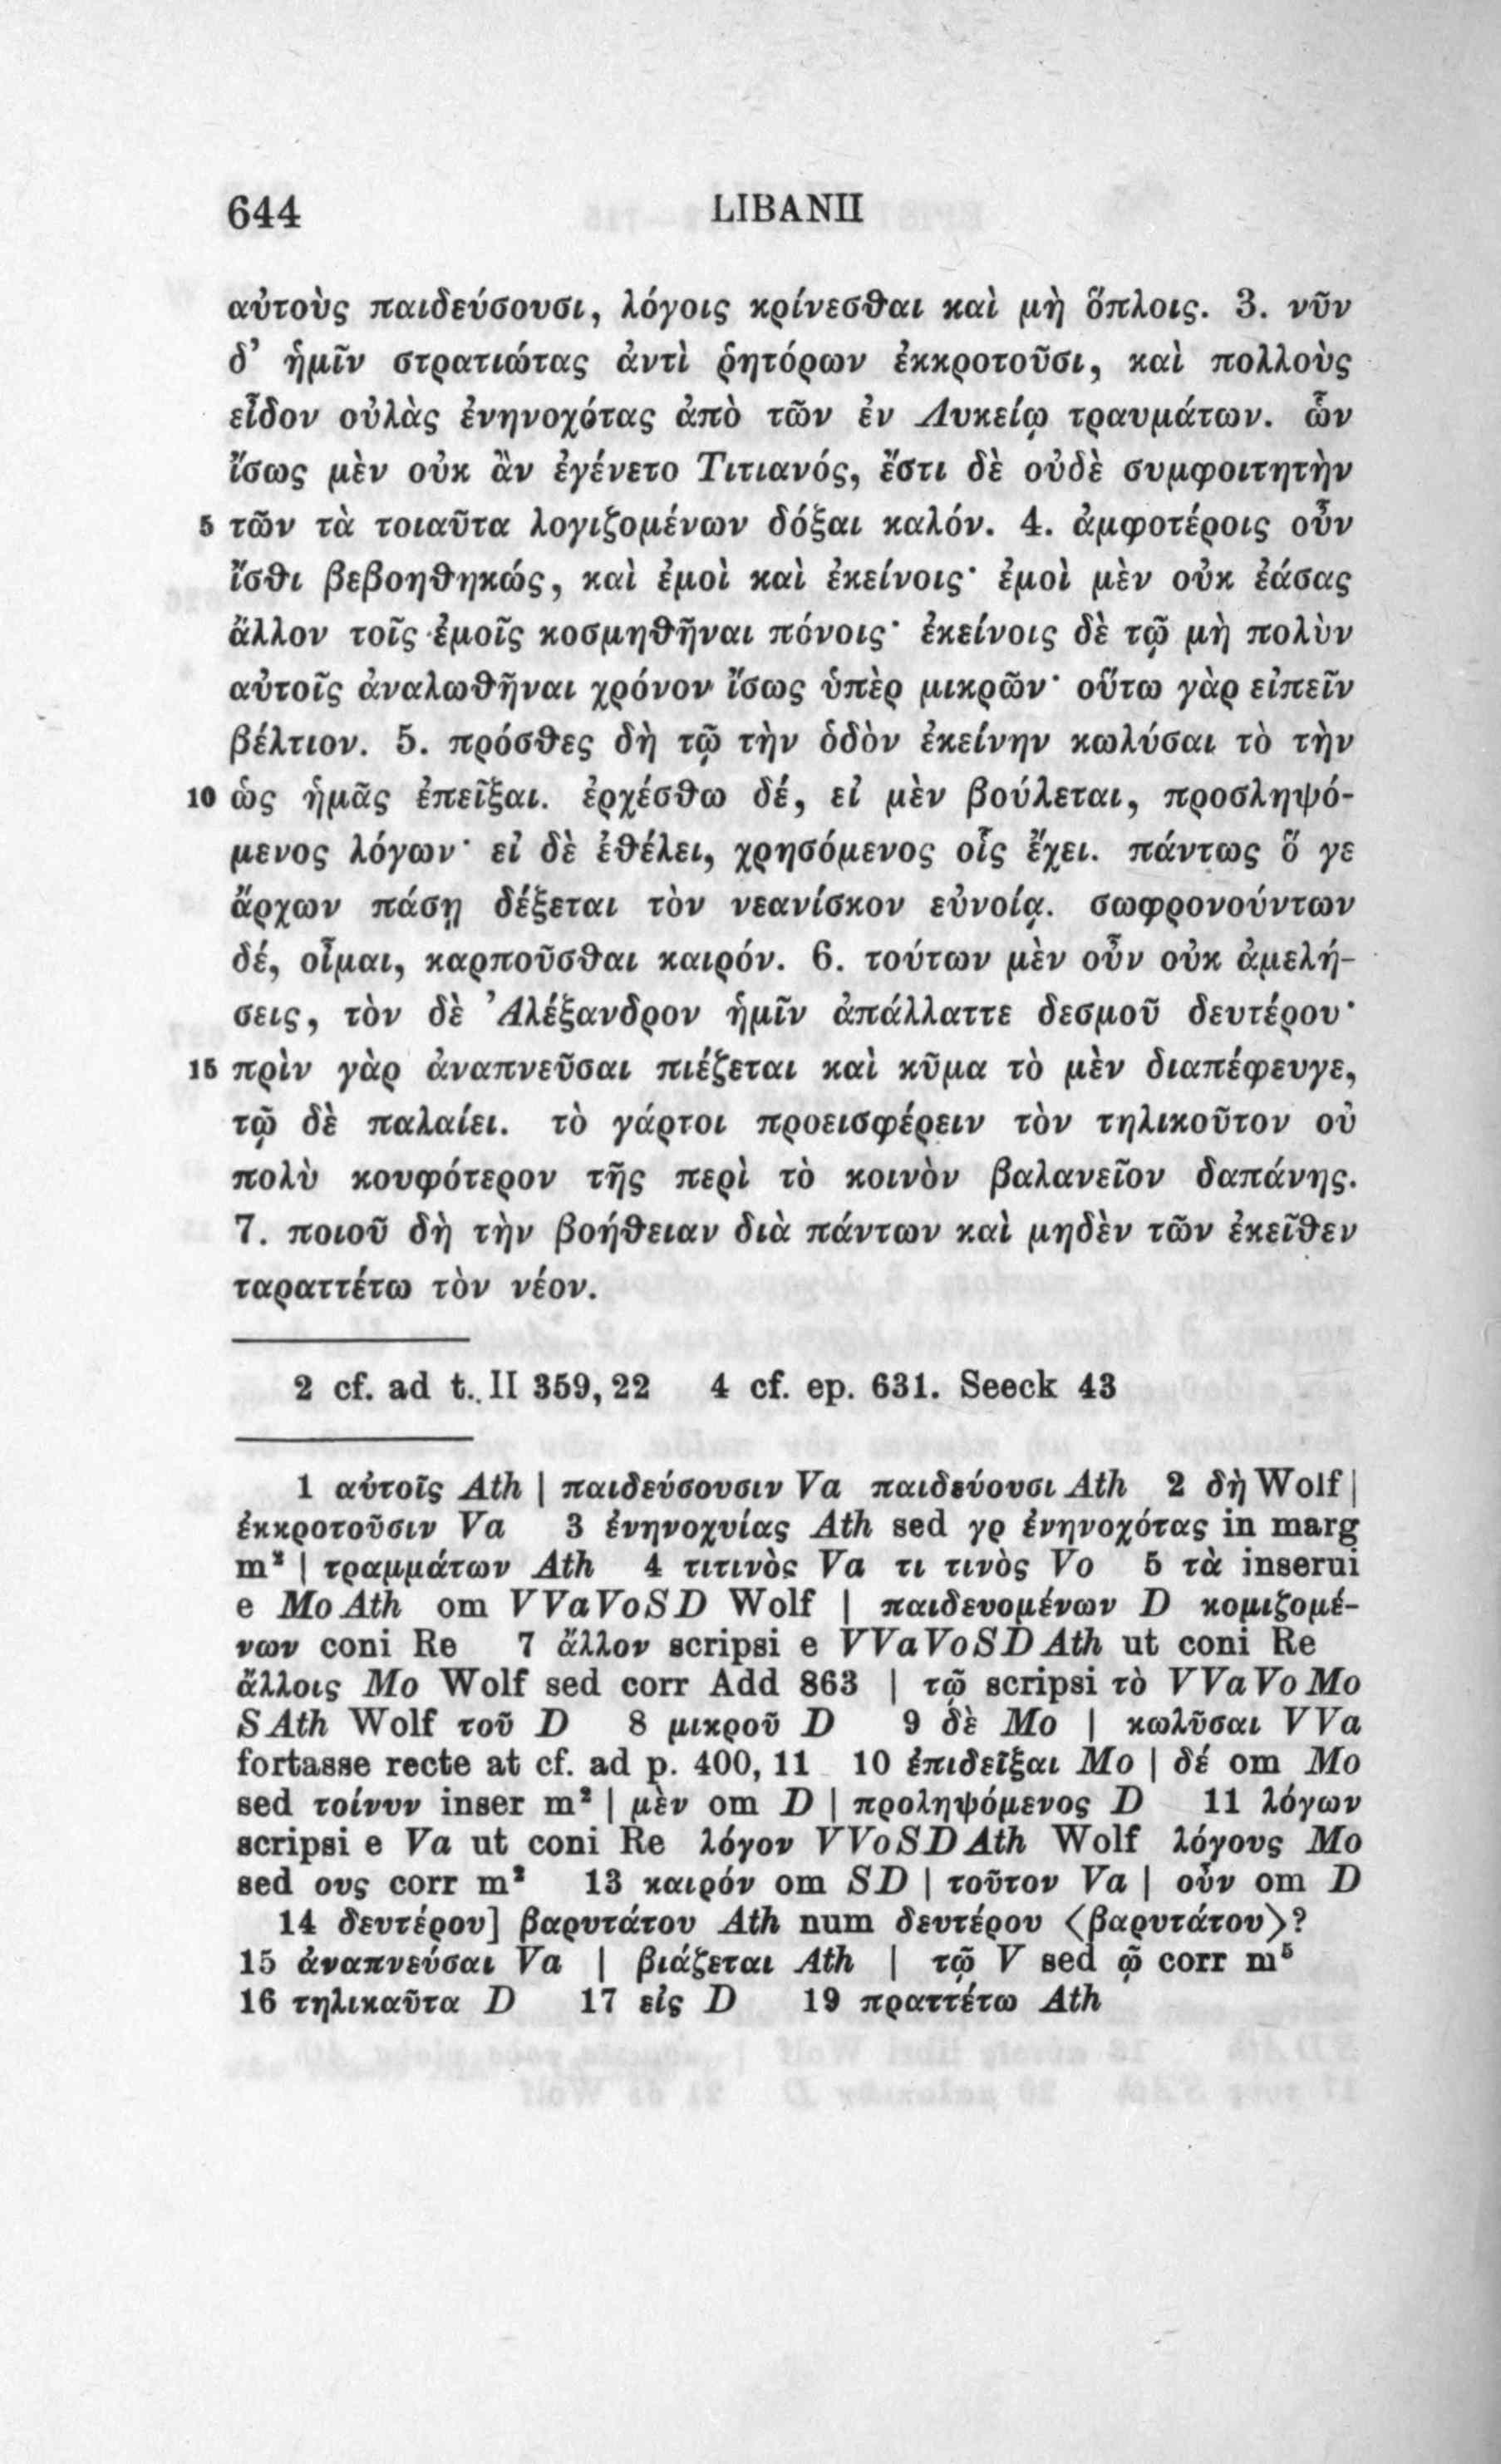 644 LIBANII
αὐτοὺς παιδεύσουσι, λόγοις κρίνεσθαι καὶ μὴ ὅπλοις. 3. νῦν
δ’ ἡμῖν στρατιώτας ἀντὶ ῥητόρων ἐκκροτοῦσι, καὶ πολλοὺς
εἶδον οὐλὰς ἐνηνοχότας ἀπὸ τῶν ἐν Λυκείῳ τραυμάτων. ὧν
ἴσως μὲν οὐκ ἂν ἐγένετο Τιτιανός, ἔστι δὲ οὐδὲ συμφοιτητὴν
5 τῶν τὰ τοιαῦτα λογιζομένων δόξαι καλόν. 4. ἀμφοτέροις οὖν
ἴσθι βεβοηθηκώς, καὶ ἐμοὶ καὶ ἐκείνοις· ἐμοὶ μὲν οὐκ ἐάσας
ἄλλον τοῖς ἐμοῖς κοσμηθῆναι πόνοις· ἐκείνοις δὲ τῷ μὴ πολὺν
αὐτοῖς ἀναλωθῆναι χρόνον ἴσως ὑπὲρ μικρῶν· οὕτω γὰρ εἰπεῖν
βέλτιον. 5. πρόσθες δὴ τῷ τὴν ὁδὸν ἐκείνην κωλύσαι τὸ τὴν
10 ὡς ἡμᾶς ἐπεῖξαι. ἐρχέσθω δέ, εἰ μὲν βούλεται, προσληψό-
μενος λόγων· εἰ δὲ ἐθέλει, χρησόμενος οἷς ἔχει. πάντως ὅ γε
ἄρχων πάσῃ δέξεται τὸν νεανίσκον εὐνοίᾳ. σωφρονούντων
δέ, οἶμαι, καρποῦσθαι καιρόν. 6. τούτων μὲν οὖν οὐκ ἀμελή-
σεις, τὸν δὲ Ἀλέξανδρον ἡμῖν ἀπάλλαττε δεσμοῦ δευτέρου·
15 πρὶν γὰρ ἀναπνεῦσαι πιέζεται καὶ κῦμα τὸ μὲν διαπέφευγε,
τῷ δὲ παλαίει. τὸ γάρτοι προεισφέρειν τὸν τηλικοῦτον οὐ
πολὺ κουφότερον τῆς περὶ τὸ κοινὸν βαλανεῖον δαπάνης.
7. ποιοῦ δὴ τὴν βοήθειαν διὰ πάντων καὶ μηδὲν τῶν ἐκεῖθεν
ταραττέτω τὸν νέον.
2 cf. ad t. II 359, 22 4 cf. ep. 631. Seeck 43
1 αὐτοῖς Ath | παιδεύσουσιν Va παιδεύουσι Ath 2 δὴ Wolf |
ἐκκροτοῦσιν Va 3 ἐνηνοχυίας Ath sed γρ ἐνηνοχότας in marg
m² | τραμμάτων Ath 4 τιτινὸς Va τι τινὸς Vo 5 τὰ inserui
e Mo Ath om V Va Vo S D Wolf | παιδευομένων D κομιζομέ-
νων coni Re 7 ἄλλον scripsi e V Va Vo S D Ath ut coni Re
ἄλλοις Mo Wolf sed corr Add 863 | τῷ scripsi τὸ V Va Vo Mo
S Ath Wolf τοῦ D 8 μικροῦ D 9 δὲ Mo | κωλῦσαι V Va
fortasse recte at cf. ad p. 400, 11 10 ἐπιδεῖξαι Mo | δέ om Mo
sed τοίνυν inser m² | μὲν om D | προληψόμενος D 11 λόγων
scripsi e Va ut coni Re λόγον V Vo S D Ath Wolf λόγους Mo
sed ους corr m² 13 καιρόν om S D | τοῦτον Va | οὖν om D
14 δευτέρου] βαρυτάτου Ath num δευτέρου ⟨βαρυτάτου⟩?
15 ἀναπνεύσαι Va | βιάζεται Ath | τῷ V sed ῷ corr m⁵
16 τηλικαῦτα D 17 εἰς D 19 πραττέτω Ath